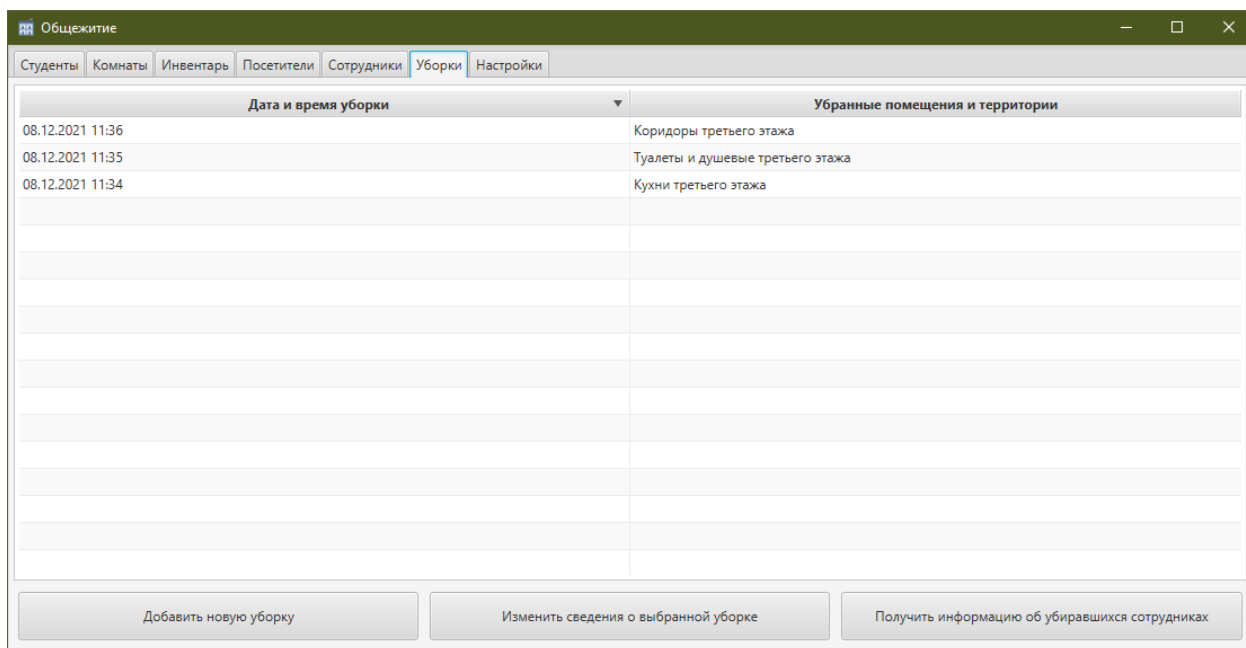 Общежитие
Студенты Комнаты Инвентарь Посетители Сотрудники Уборки Настройки
Дата и время уборки Убранные помещения и территории
08.12.2021 11:36 Коридоры третьего этажа
08.12.2021 11:35 Туалеты и душевые третьего этажа
08.12.2021 11:34 Кухни третьего этажа
Добавить новую уборку Изменить сведения о выбранной уборке Получить информацию об убиравшихся сотрудниках